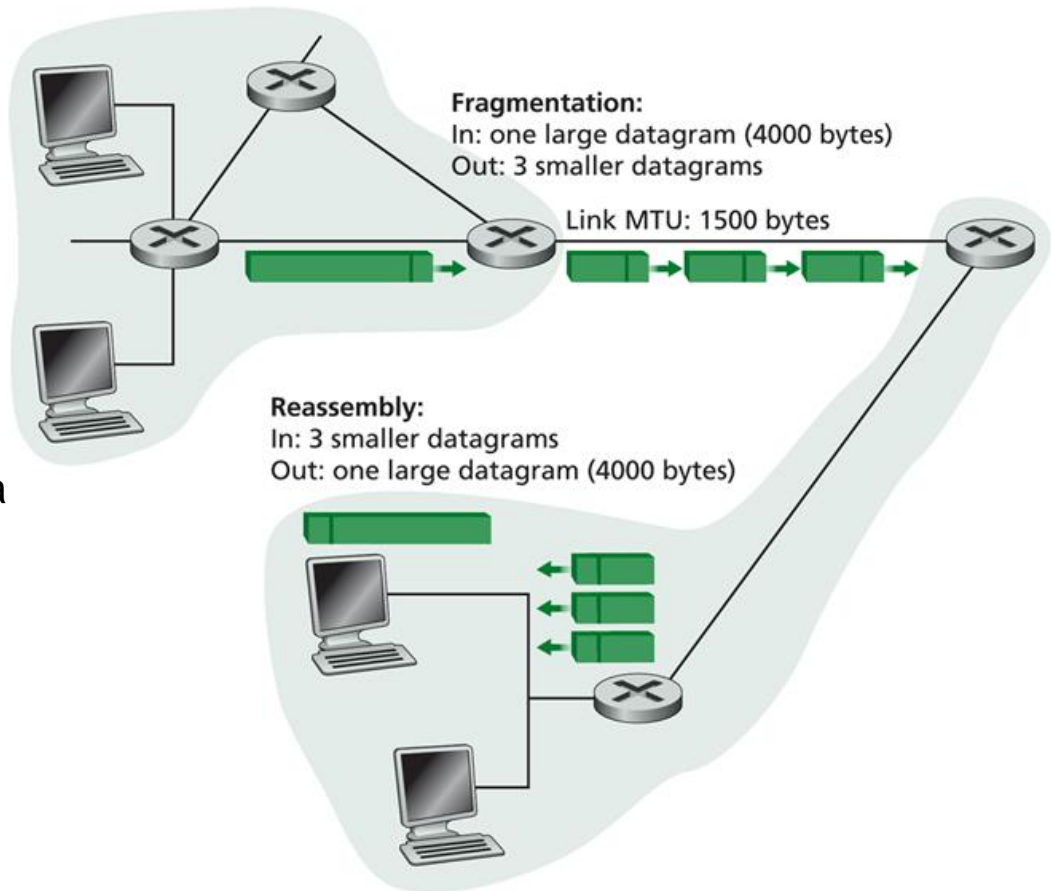 Fragmentation:
In: one large datagram (4000 bytes)
Out: 3 smaller datagrams
Link MTU: 1500 bytes
Reassembly:
In: 3 smaller datagrams
Out: one large datagram (4000 bytes)
a